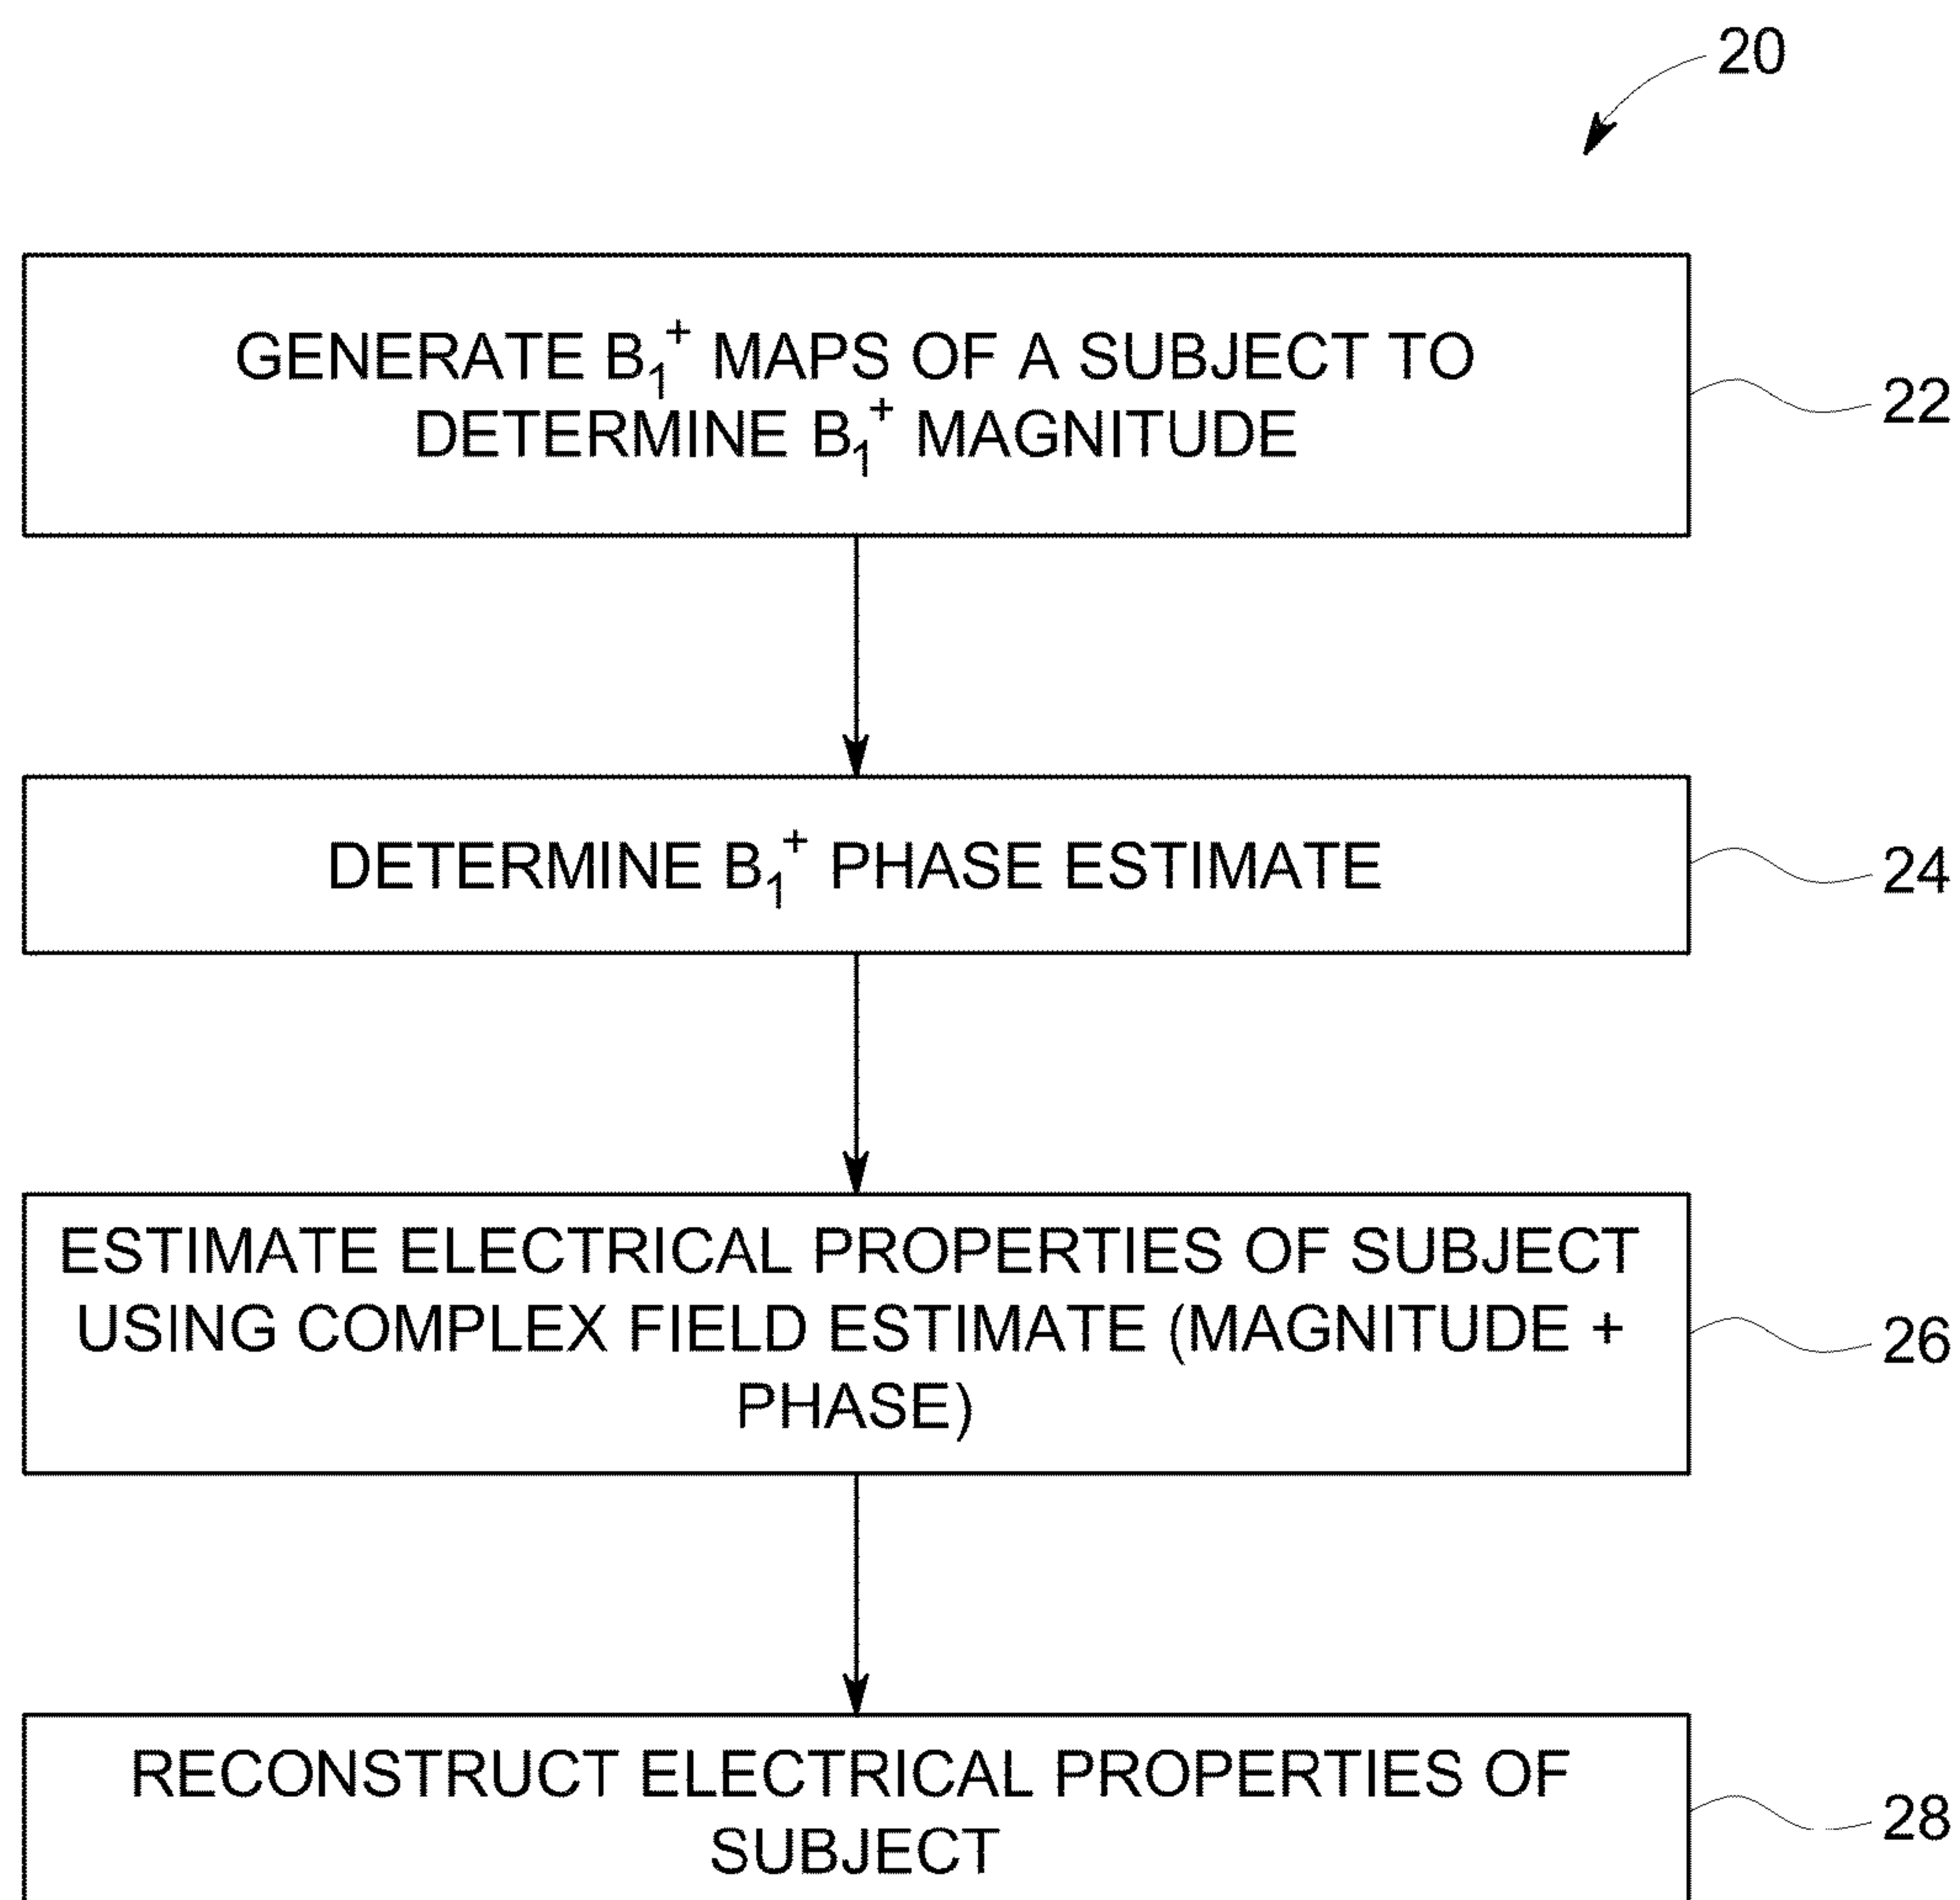 20
GENERATE B₁⁺ MAPS OF A SUBJECT TO
DETERMINE B₁⁺ MAGNITUDE
22
DETERMINE B₁⁺ PHASE ESTIMATE
24
ESTIMATE ELECTRICAL PROPERTIES OF SUBJECT
USING COMPLEX FIELD ESTIMATE (MAGNITUDE +
PHASE)
26
RECONSTRUCT ELECTRICAL PROPERTIES OF
SUBJECT
28